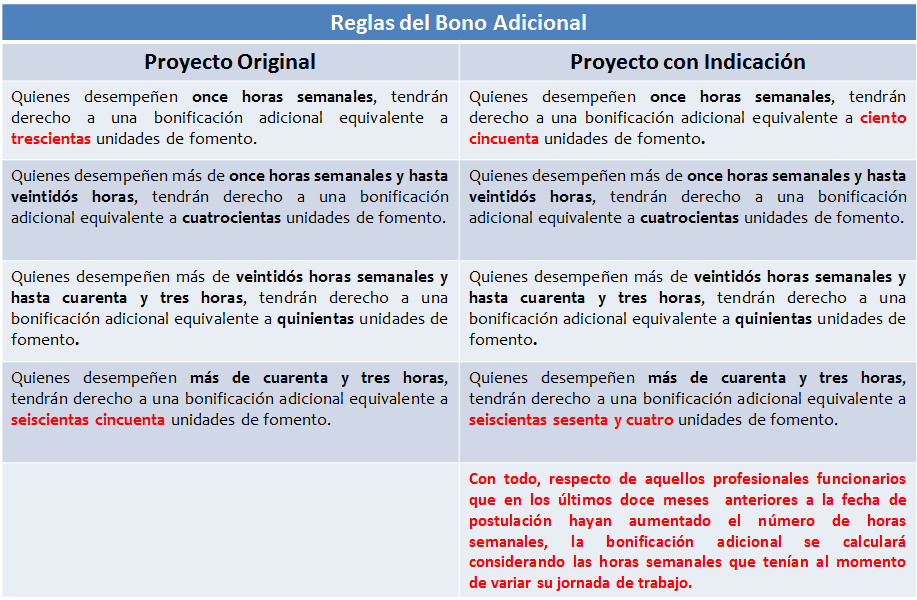 Reglas del Bono Adicional
Proyecto Original
Proyecto con Indicación
Quienes desempeñen once horas semanales, tendrán
derecho a una bonificación adicional equivalente a
trescientas unidades de fomento.
Quienes desempeñen once horas semanales, tendrán
derecho a una bonificación adicional equivalente a ciento
cincuenta unidades de fomento.
Quienes desempeñen más de once horas semanales y hasta
veintidós horas, tendrán derecho a una bonificación
adicional equivalente a cuatrocientas unidades de fomento.
Quienes desempeñen más de once horas semanales y hasta
veintidós horas, tendrán derecho a una bonificación
adicional equivalente a cuatrocientas unidades de fomento.
Quienes desempeñen más de veintidós horas semanales y
hasta cuarenta y tres horas, tendrán derecho a una
bonificación adicional equivalente a quinientas unidades de
fomento.
Quienes desempeñen más de veintidós horas semanales y
hasta cuarenta y tres horas, tendrán derecho a una
bonificación adicional equivalente a quinientas unidades de
fomento.
Quienes desempeñen más de cuarenta y tres horas,
tendrán derecho a una bonificación adicional equivalente a
seiscientas cincuenta unidades de fomento.
Quienes desempeñen más de cuarenta y tres horas,
tendrán derecho a una bonificación adicional equivalente a
seiscientas sesenta y cuatro unidades de fomento.
Con todo, respecto de aquellos profesionales funcionarios
que en los últimos doce meses anteriores a la fecha de
postulación hayan aumentado el número de horas
semanales, la bonificación adicional se calculará
considerando las horas semanales que tenían al momento
de variar su jornada de trabajo.